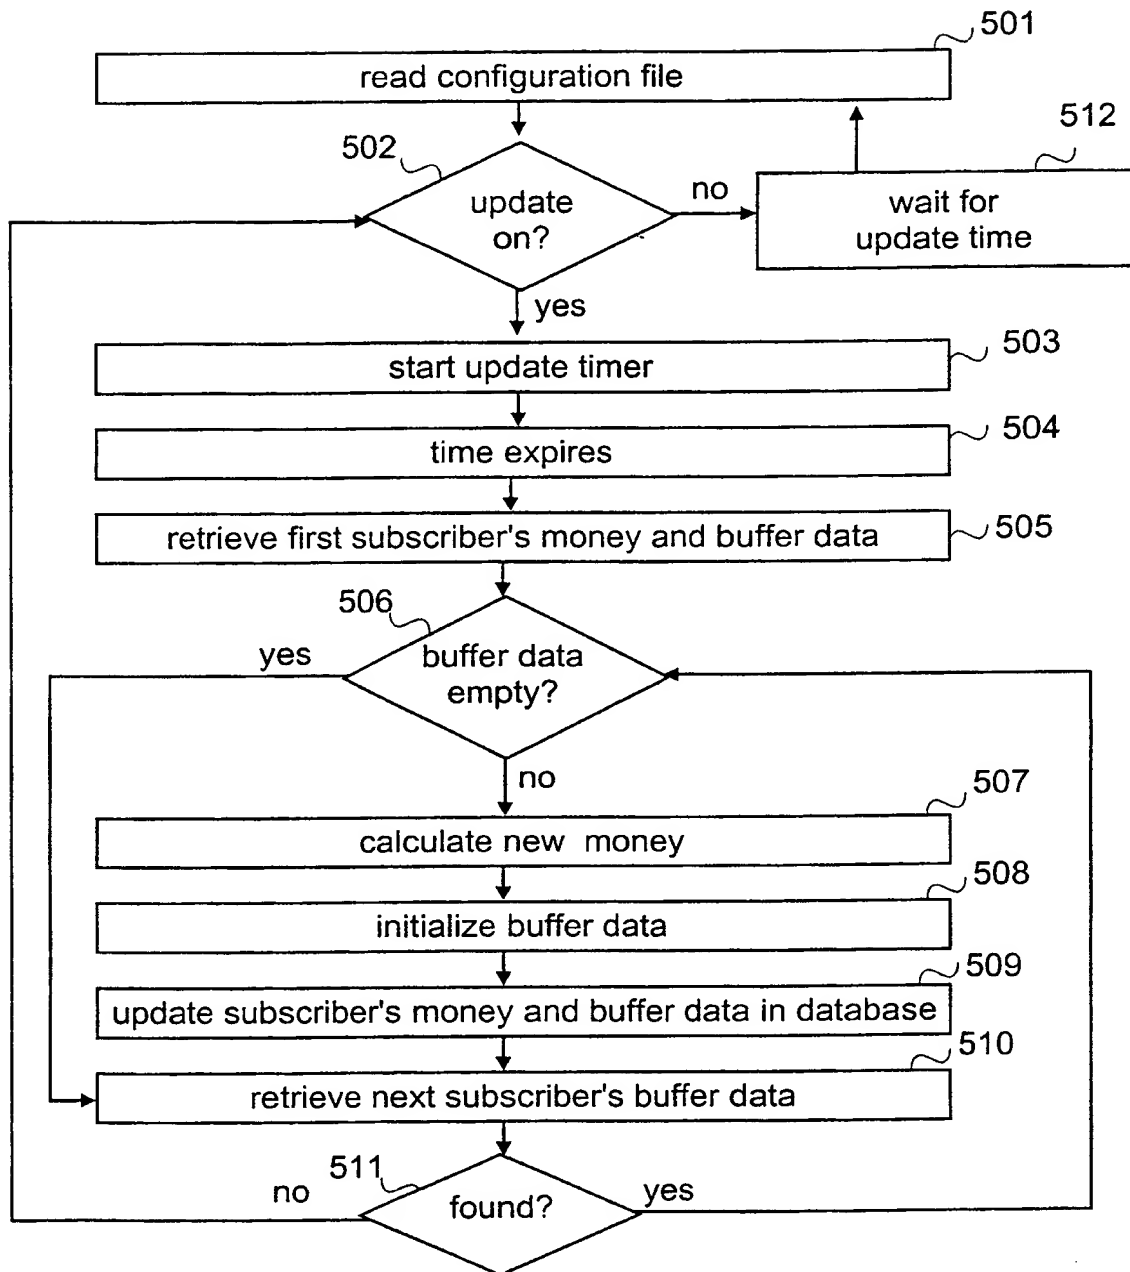 501
read configuration file
512
502
update
on?
no
wait for
update time
yes
503
start update timer
504
time expires
505
retrieve first subscriber's money and buffer data
506
yes
buffer data
empty?
no
507
calculate new money
508
initialize buffer data
509
update subscriber's money and buffer data in database
510
retrieve next subscriber's buffer data
511
no
found?
yes